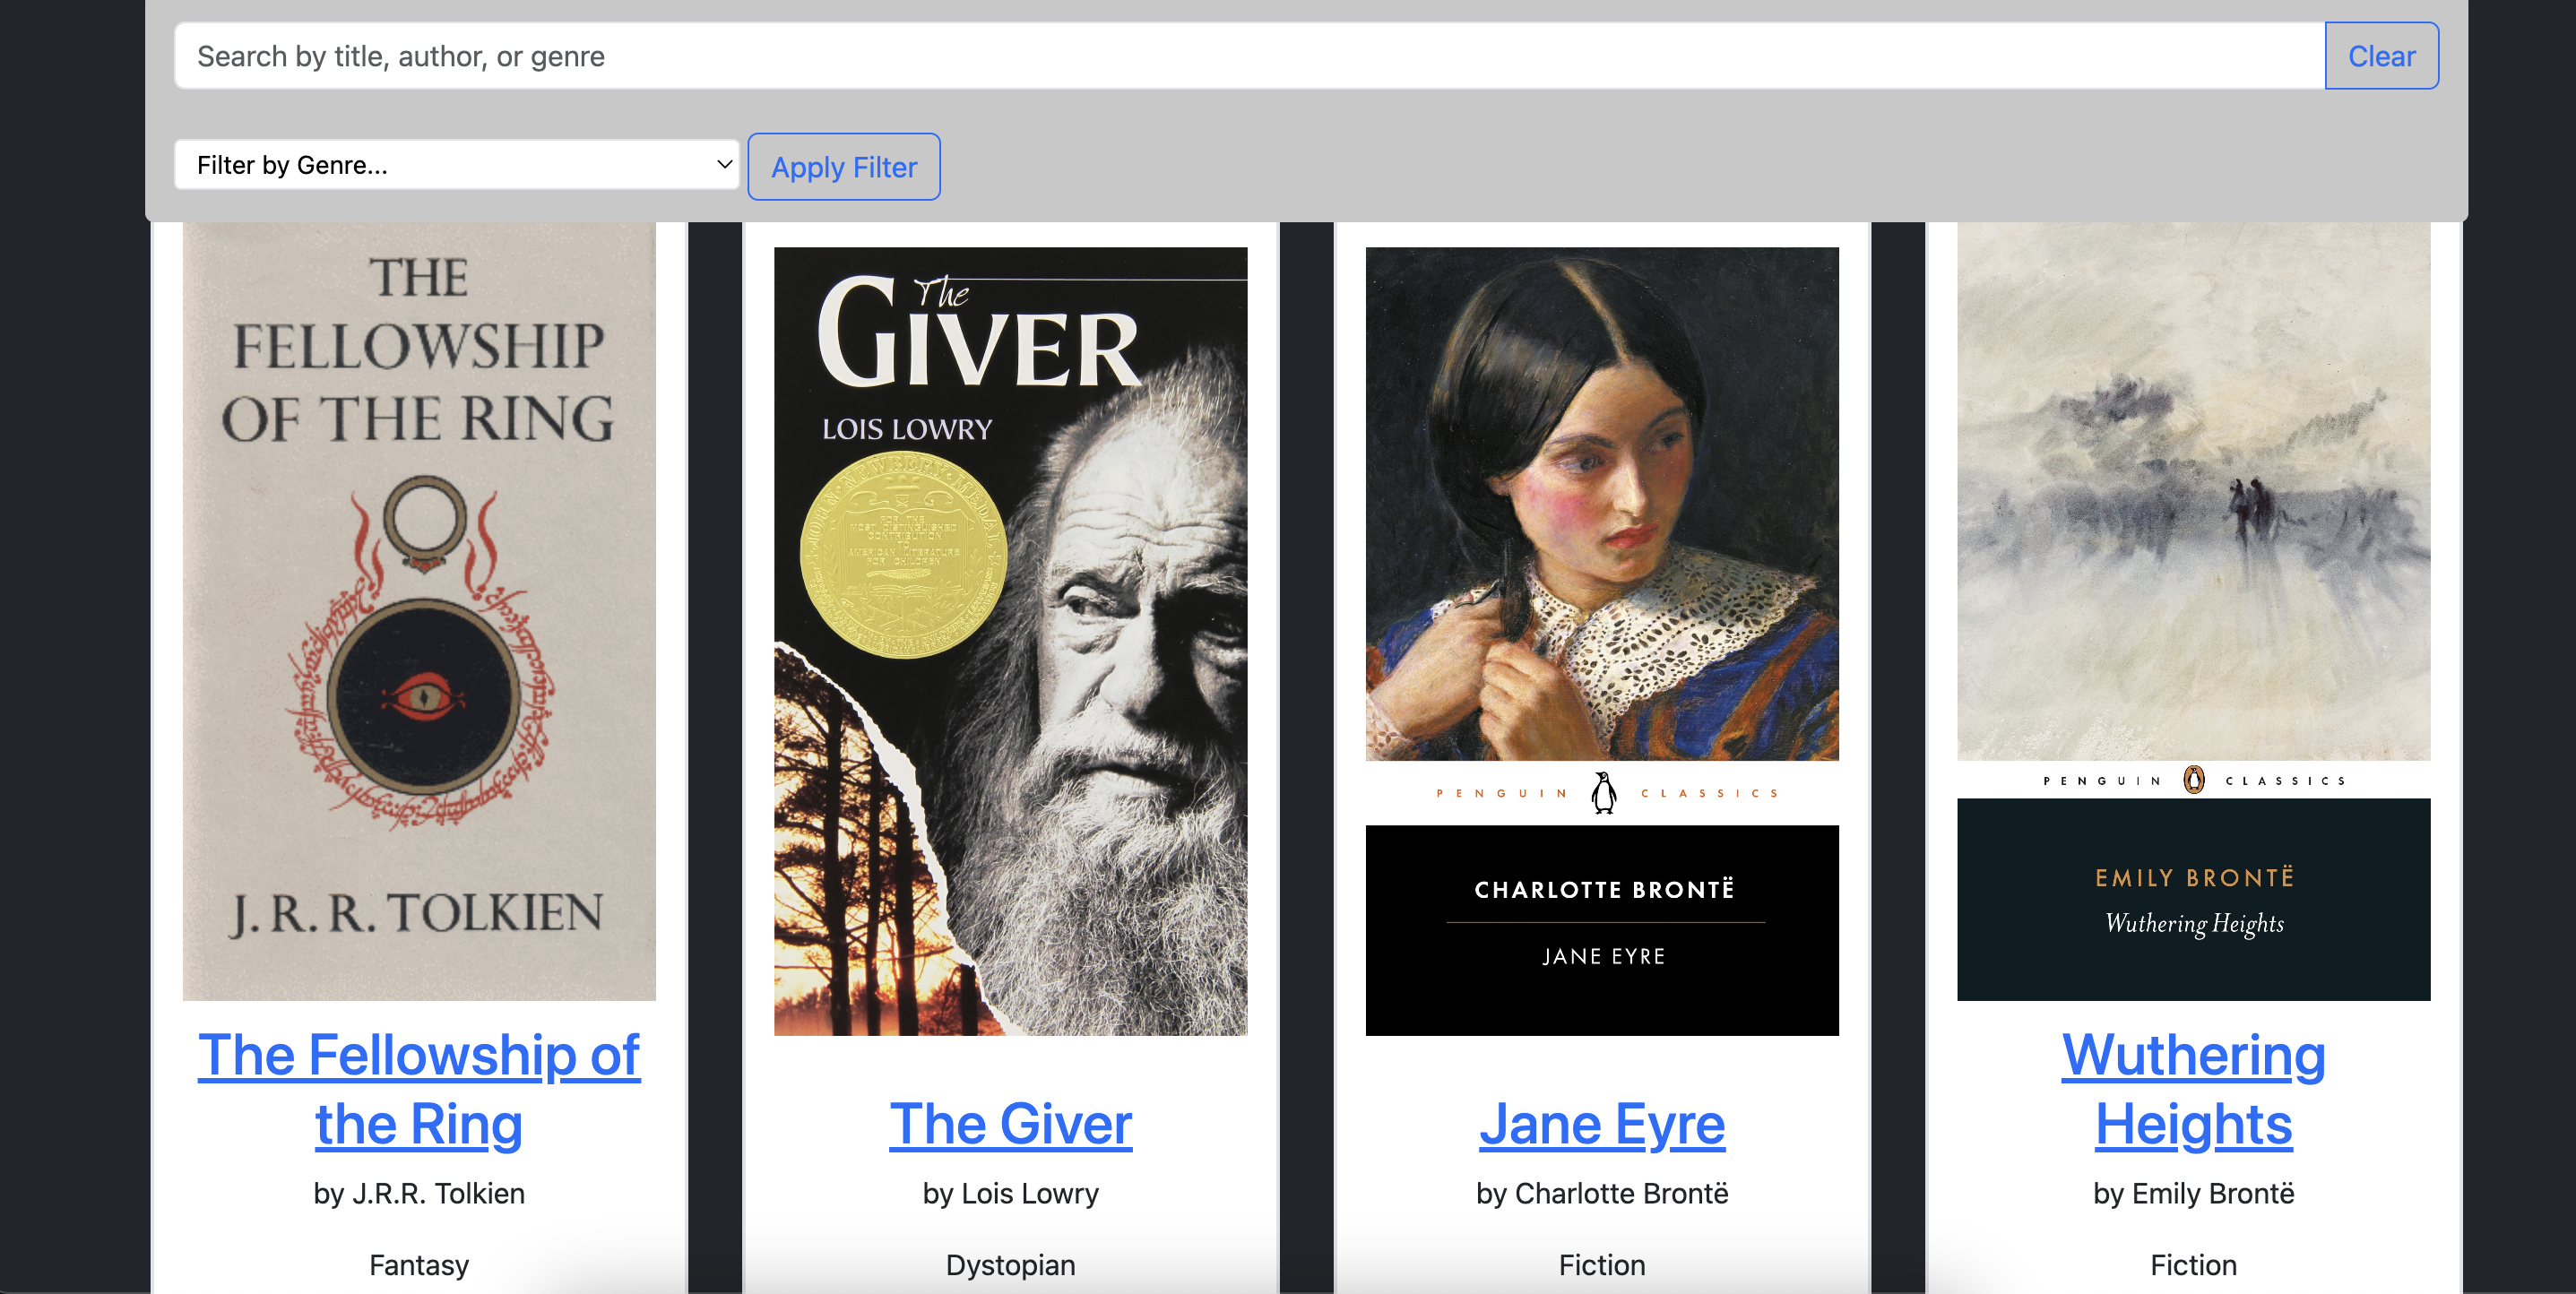 Search by title, author, or genre
Clear
Filter by Genre...
Apply Filter
THE
FELLOWSHIP
OF THE RING
J. R. R. TOLKIEN
The Fellowship of
the Ring
by J.R.R. Tolkien
Fantasy
The
GIVER
LOIS LOWRY
JOHN NEWBERY MEDAL
FOR THE
MOST DISTINGUISHED
CONTRIBUTION
TO
AMERICAN LITERATURE
FOR CHILDREN
The Giver
by Lois Lowry
Dystopian
PENGUIN CLASSICS
CHARLOTTE BRONTË
JANE EYRE
Jane Eyre
by Charlotte Brontë
Fiction
PENGUIN CLASSICS
EMILY BRONTË
Wuthering Heights
Wuthering
Heights
by Emily Brontë
Fiction